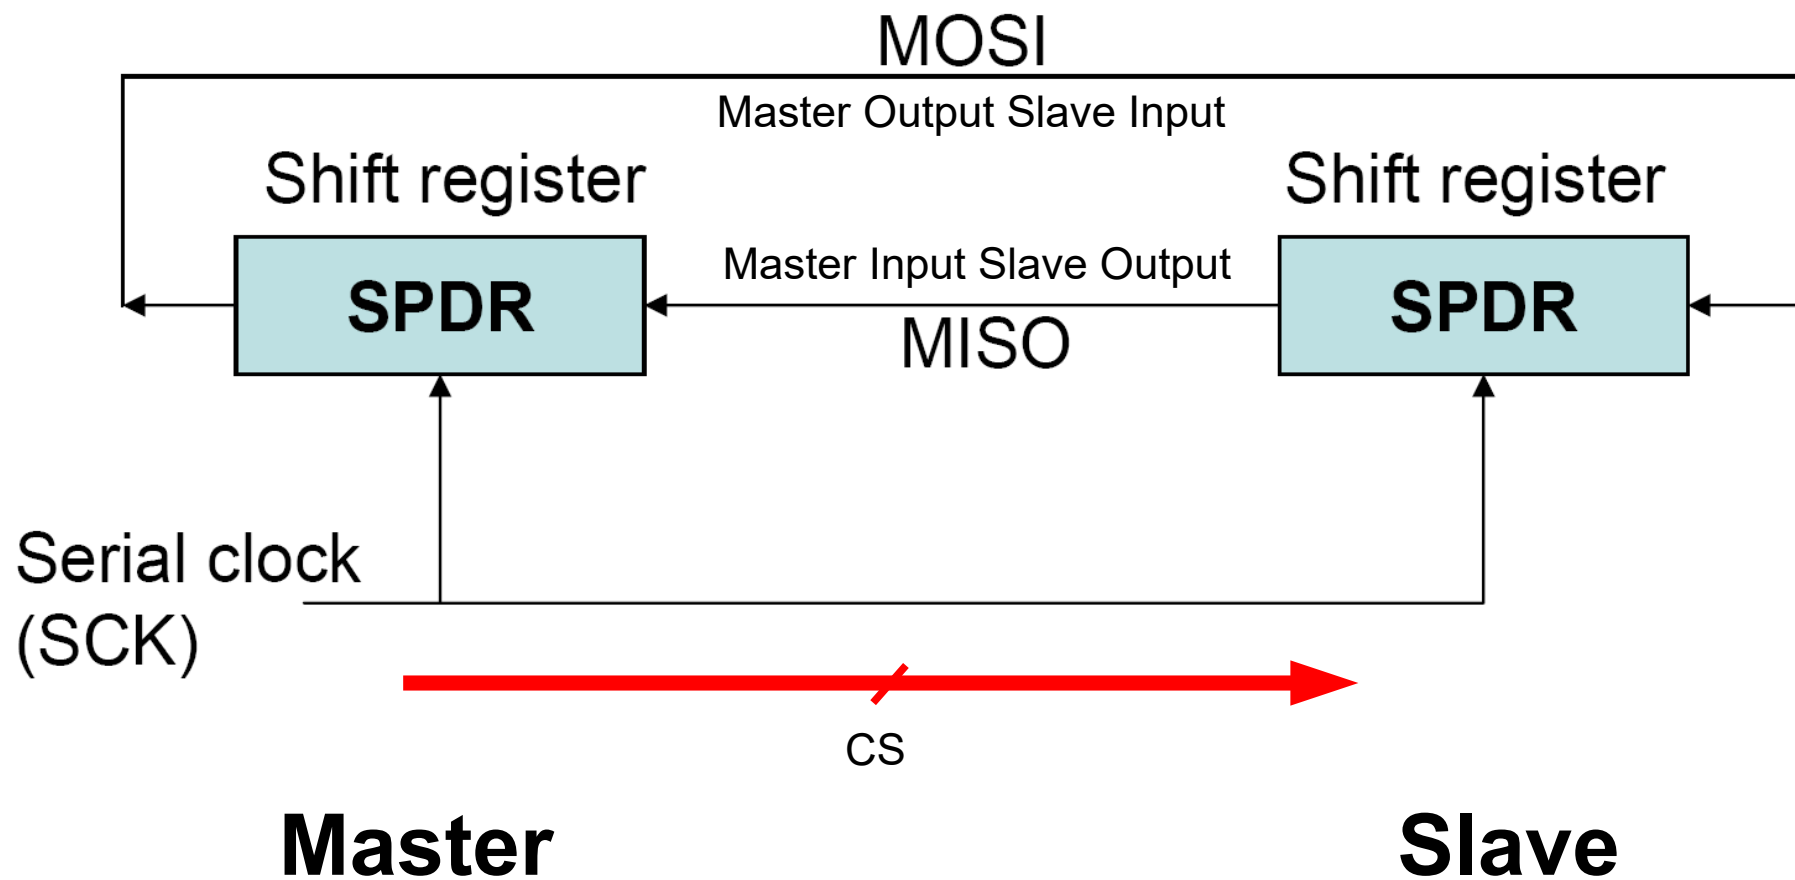 MOSI
Master Output Slave Input
Shift register
Shift register
SPDR
Master Input Slave Output
MISO
SPDR
Serial clock
(SCK)
CS
Master
Slave